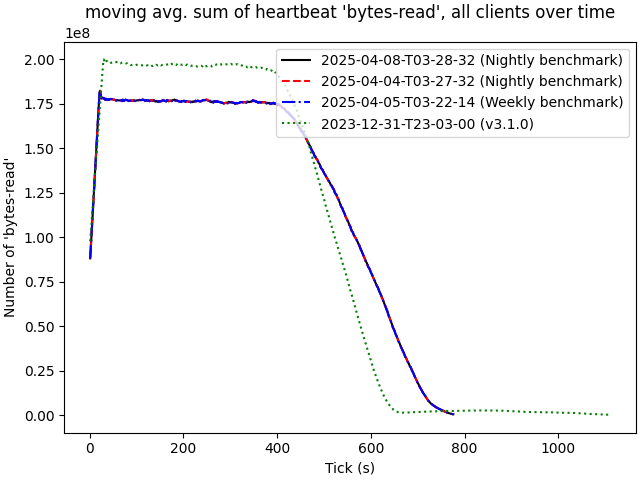 moving avg. sum of heartbeat 'bytes-read', all clients over time
1e8
2.00
1.75
1.50
1.25
1.00
0.75
0.50
0.25
0.00
Number of 'bytes-read'
2025-04-08-T03-28-32 (Nightly benchmark)
2025-04-04-T03-27-32 (Nightly benchmark)
2025-04-05-T03-22-14 (Weekly benchmark)
2023-12-31-T23-03-00 (v3.1.0)
0 200 400 600 800 1000
Tick (s)